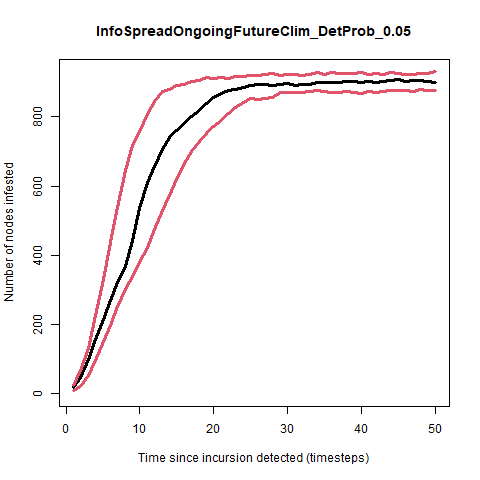 InfoSpreadOngoingFutureClim_DetProb_0.05
Number of nodes infested
800
600
400
200
0
0 10 20 30 40 50
Time since incursion detected (timesteps)